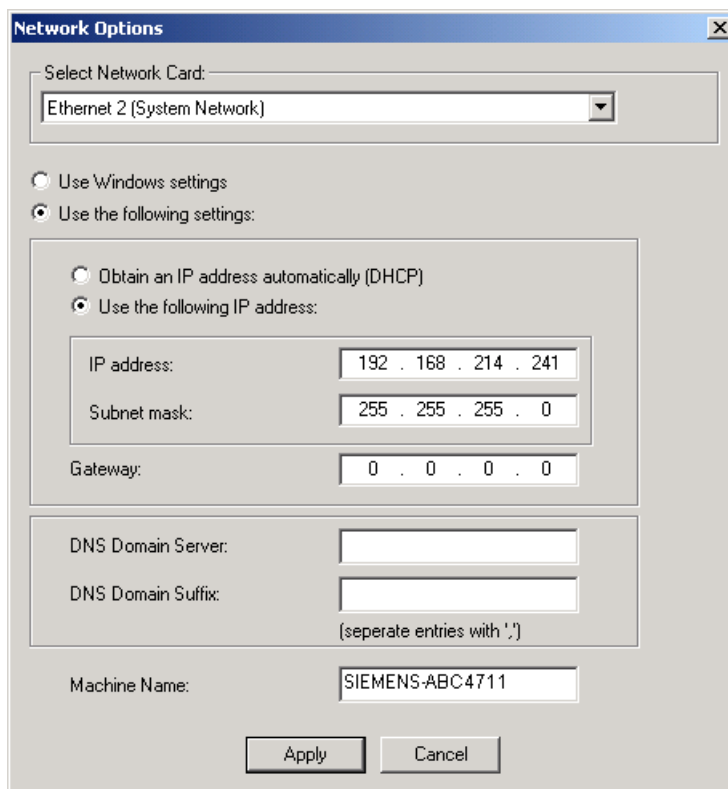 Network Options
Select Network Card:
Ethernet 2 (System Network)
Use Windows settings
Use the following settings:
Obtain an IP address automatically (DHCP)
Use the following IP address:
IP address: 192 . 168 . 214 . 241
Subnet mask: 255 . 255 . 255 . 0
Gateway: 0 . 0 . 0 . 0
DNS Domain Server:
DNS Domain Suffix:
(seperate entries with ',')
Machine Name: SIEMENS-ABC4711
Apply Cancel